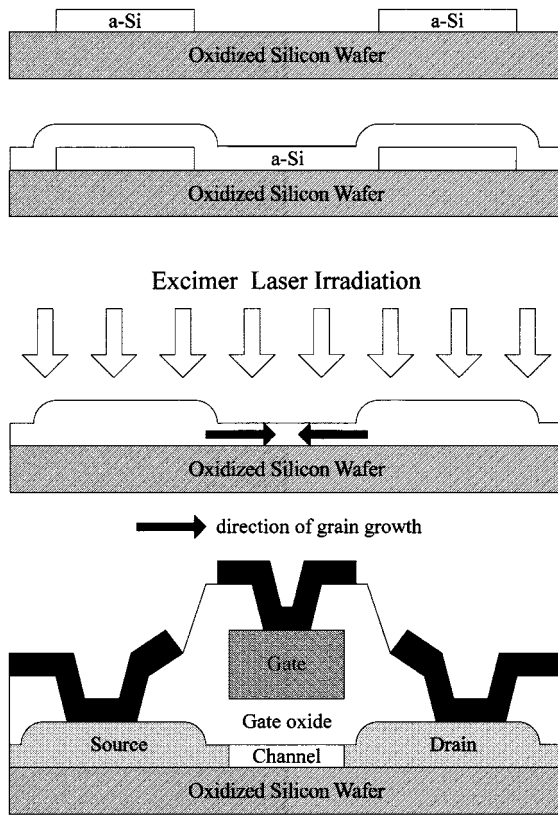 a-Si a-Si
Oxidized Silicon Wafer
a-Si
Oxidized Silicon Wafer
Excimer Laser Irradiation
Oxidized Silicon Wafer
direction of grain growth
Gate
Gate oxide
Source Channel Drain
Oxidized Silicon Wafer